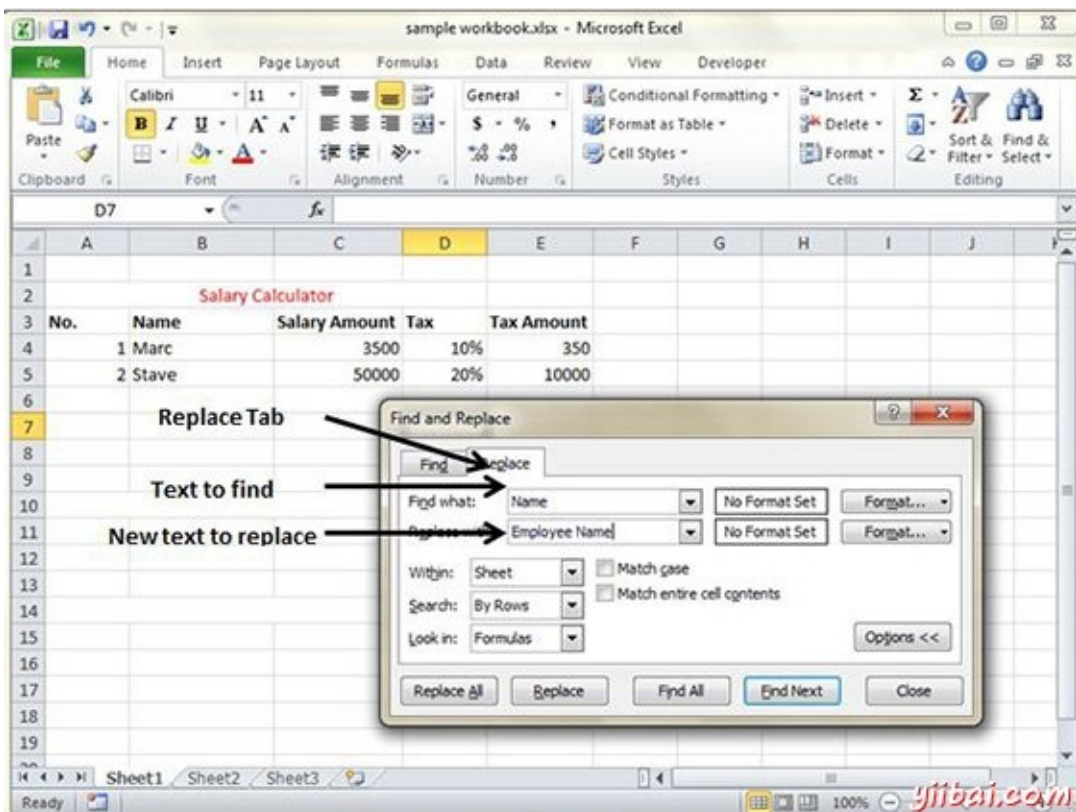 sample workbook.xlsx - Microsoft Excel
File Home Insert Page Layout Formulas Data Review View Developer
Calibri 11 General Conditional Formatting Insert Σ
Paste B I U A A $ % , Format as Table Delete Sort & Filter Find & Select
A Cell Styles Format
Clipboard Font Alignment Number Styles Cells Editing
D7 fx
A B C D E F G H I J
1
2 Salary Calculator
3 No. Name Salary Amount Tax Tax Amount
4 1 Marc 3500 10% 350
5 2 Stave 50000 20% 10000
6
7
8
9
10
11
12
13
14
15
16
17
18
19
Replace Tab
Text to find
New text to replace
Find and Replace
Find Replace
Find what: Name No Format Set Format...
Employee Name No Format Set Format...
Within: Sheet Match case
Search: By Rows Match entire cell contents
Look in: Formulas Options <<
Replace All Replace Find All Find Next Close
Sheet1 Sheet2 Sheet3
Ready 100%
yiibai.com